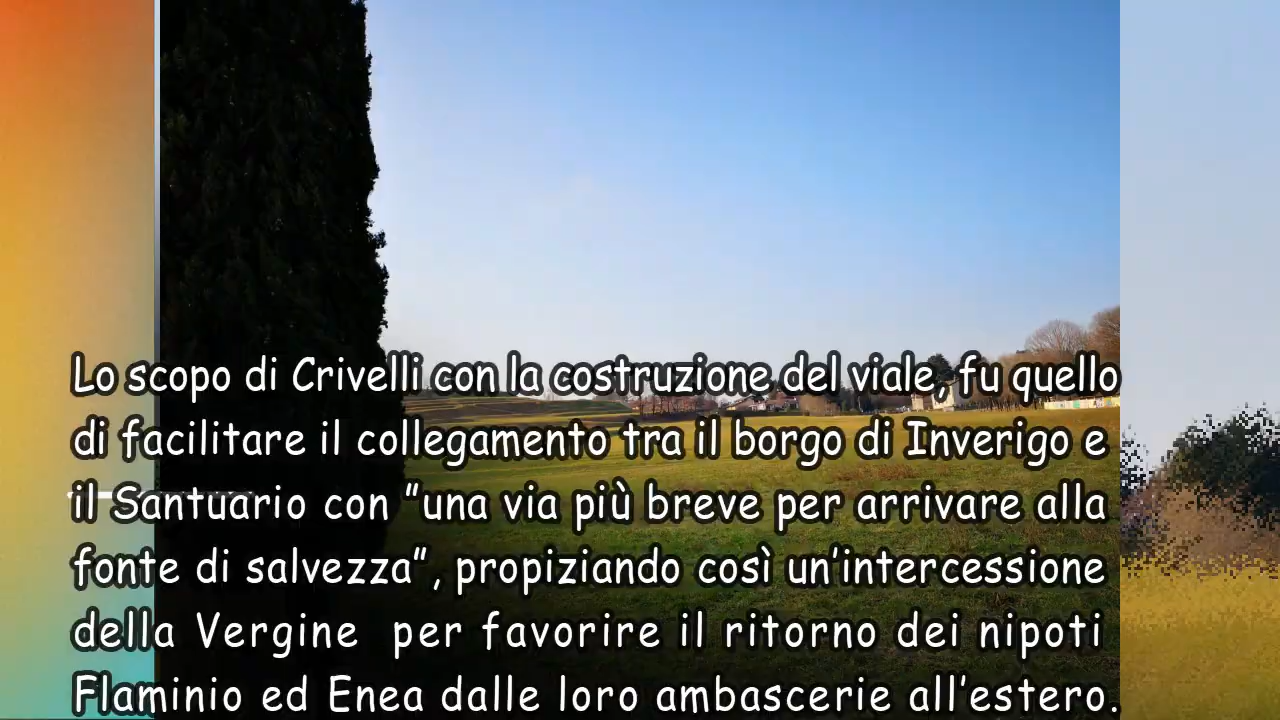 Lo scopo di Crivelli con la costruzione del viale, fu quello
di facilitare il collegamento tra il borgo di Inverigo e
il Santuario con "una via più breve per arrivare alla
fonte di salvezza", propiziando così un'intercessione
della Vergine  per favorire il ritorno dei nipoti
Flaminio ed Enea dalle loro ambascerie all'estero.